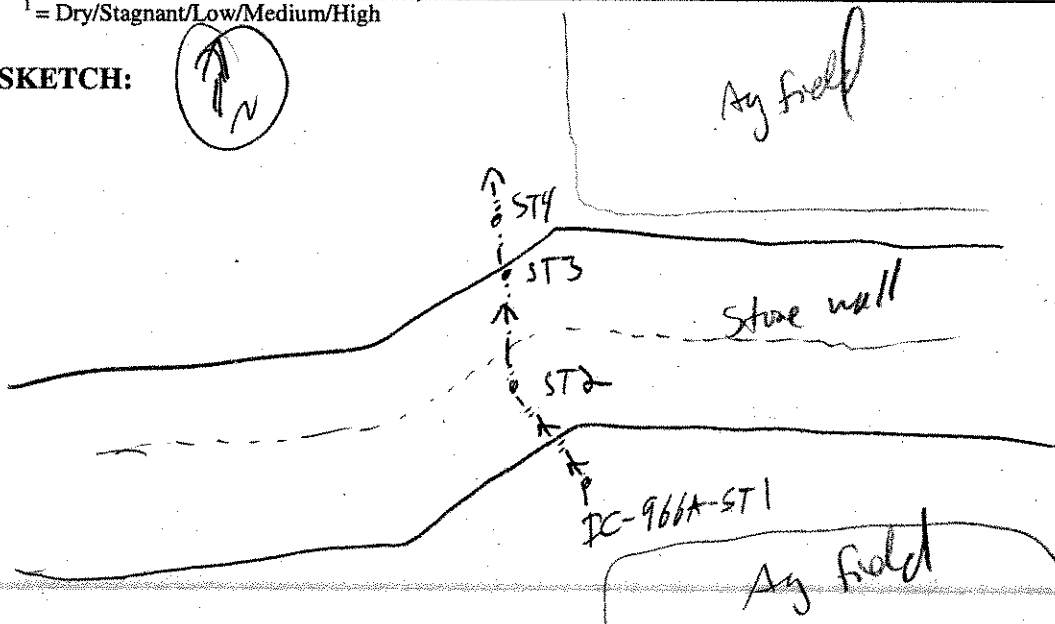 1 = Dry/Stagnant/Low/Medium/High
SKETCH:
N
Ag field
ST4
ST3
Stone wall
ST2
DC-966A-ST1
Ag field